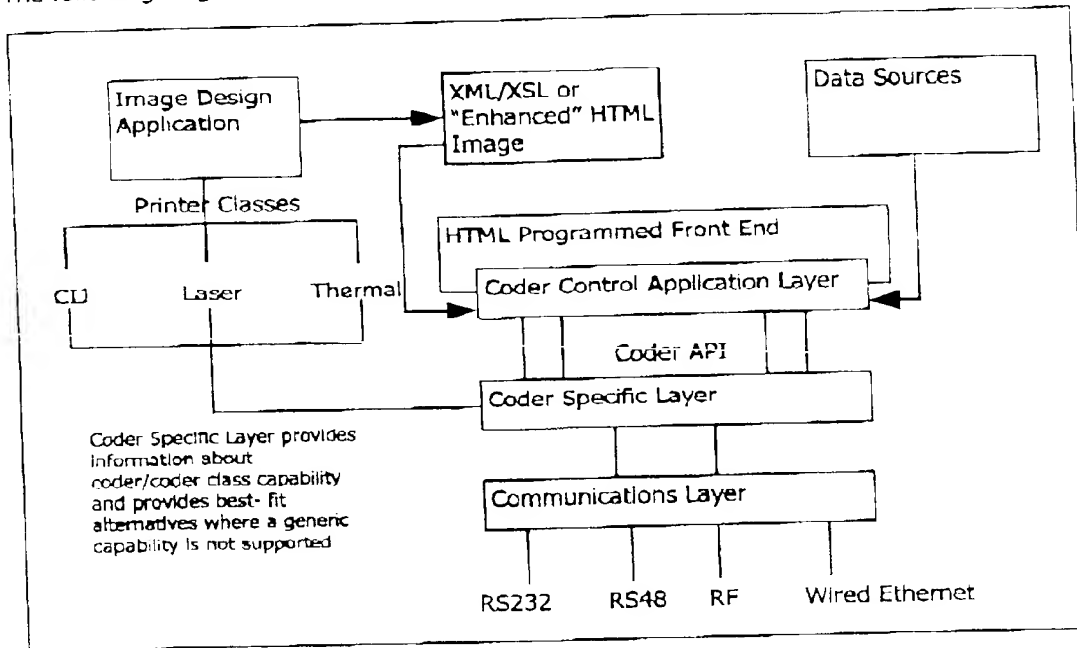 Image Design
Application
XML/XSL or
"Enhanced" HTML
Image
Data Sources
Printer Classes
HTML Programmed Front End
CIJ
Laser
Thermal
Coder Control Application Layer
Coder API
Coder Specific Layer
Coder Specific Layer provides
information about
coder/coder class capability
and provides best- fit
alternatives where a generic
capability is not supported
Communications Layer
RS232
RS48
RF
Wired Ethernet